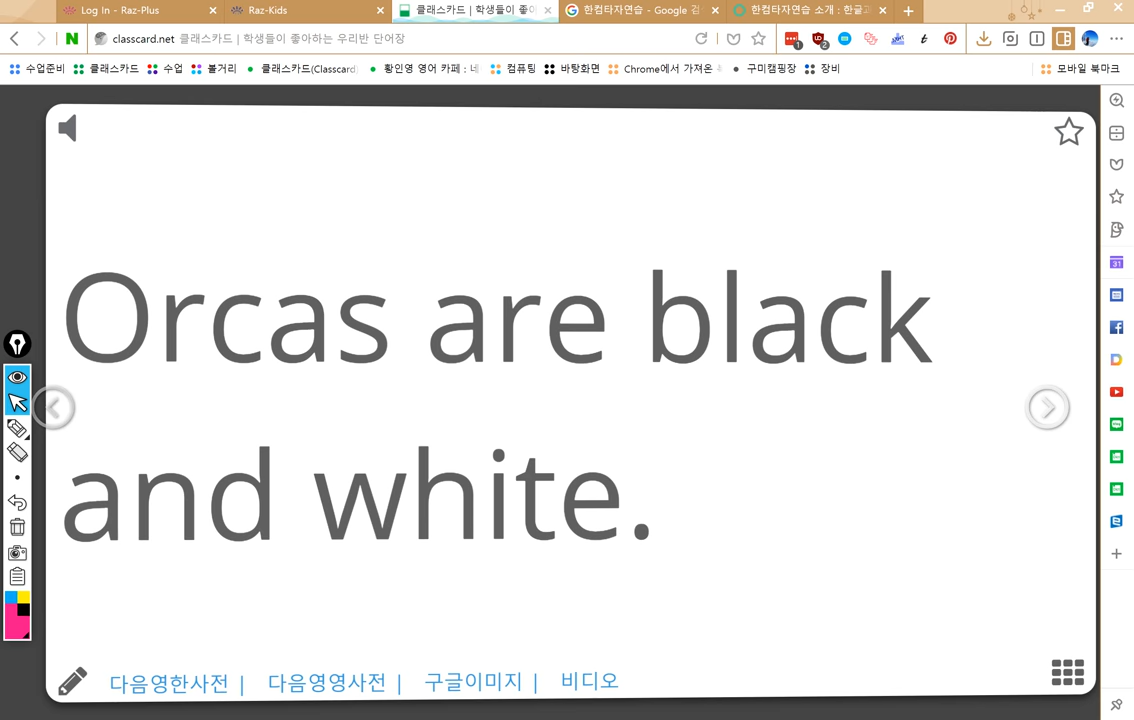 Log In - Raz-Plus
Raz-Kids
클래스카드 | 학생들이 좋아
한컴타자연습 - Google 검
한컴타자연습 소개 : 한글과
classcard.net 클래스카드 | 학생들이 좋아하는 우리반 단어장
수업준비 클래스카드 수업 볼거리 클래스카드(Classcard 황인영 영어 카페 : 네 컴퓨팅 바탕화면 Chrome에서 가져온 구미캠핑장 장비 모바일 북마크
Orcas are black
and white.
다음영한사전 | 다음영영사전 | 구글이미지 | 비디오